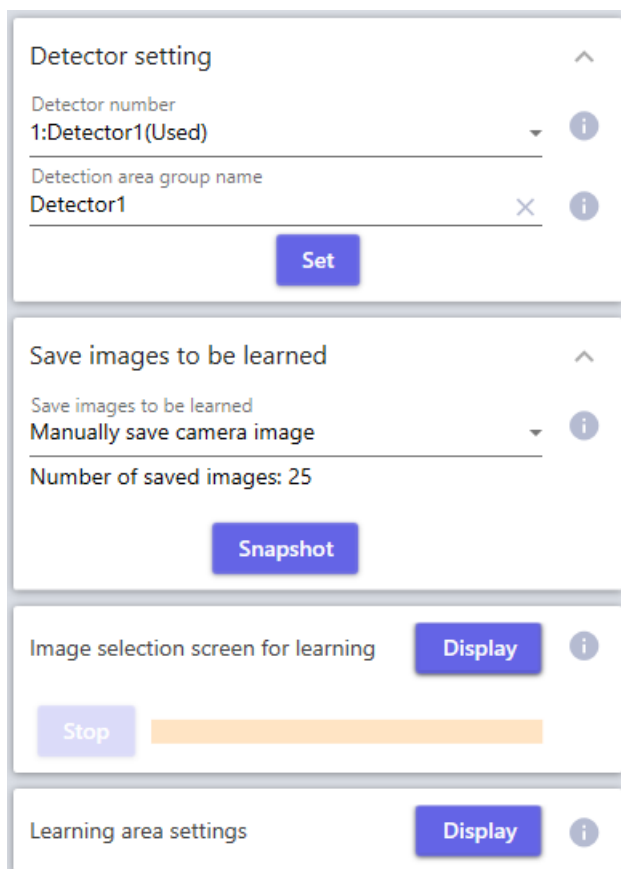 Detector setting
Detector number
1:Detector1(Used)
Detection area group name
Detector1
Set
Save images to be learned
Save images to be learned
Manually save camera image
Number of saved images: 25
Snapshot
Image selection screen for learning
Display
Stop
Learning area settings
Display